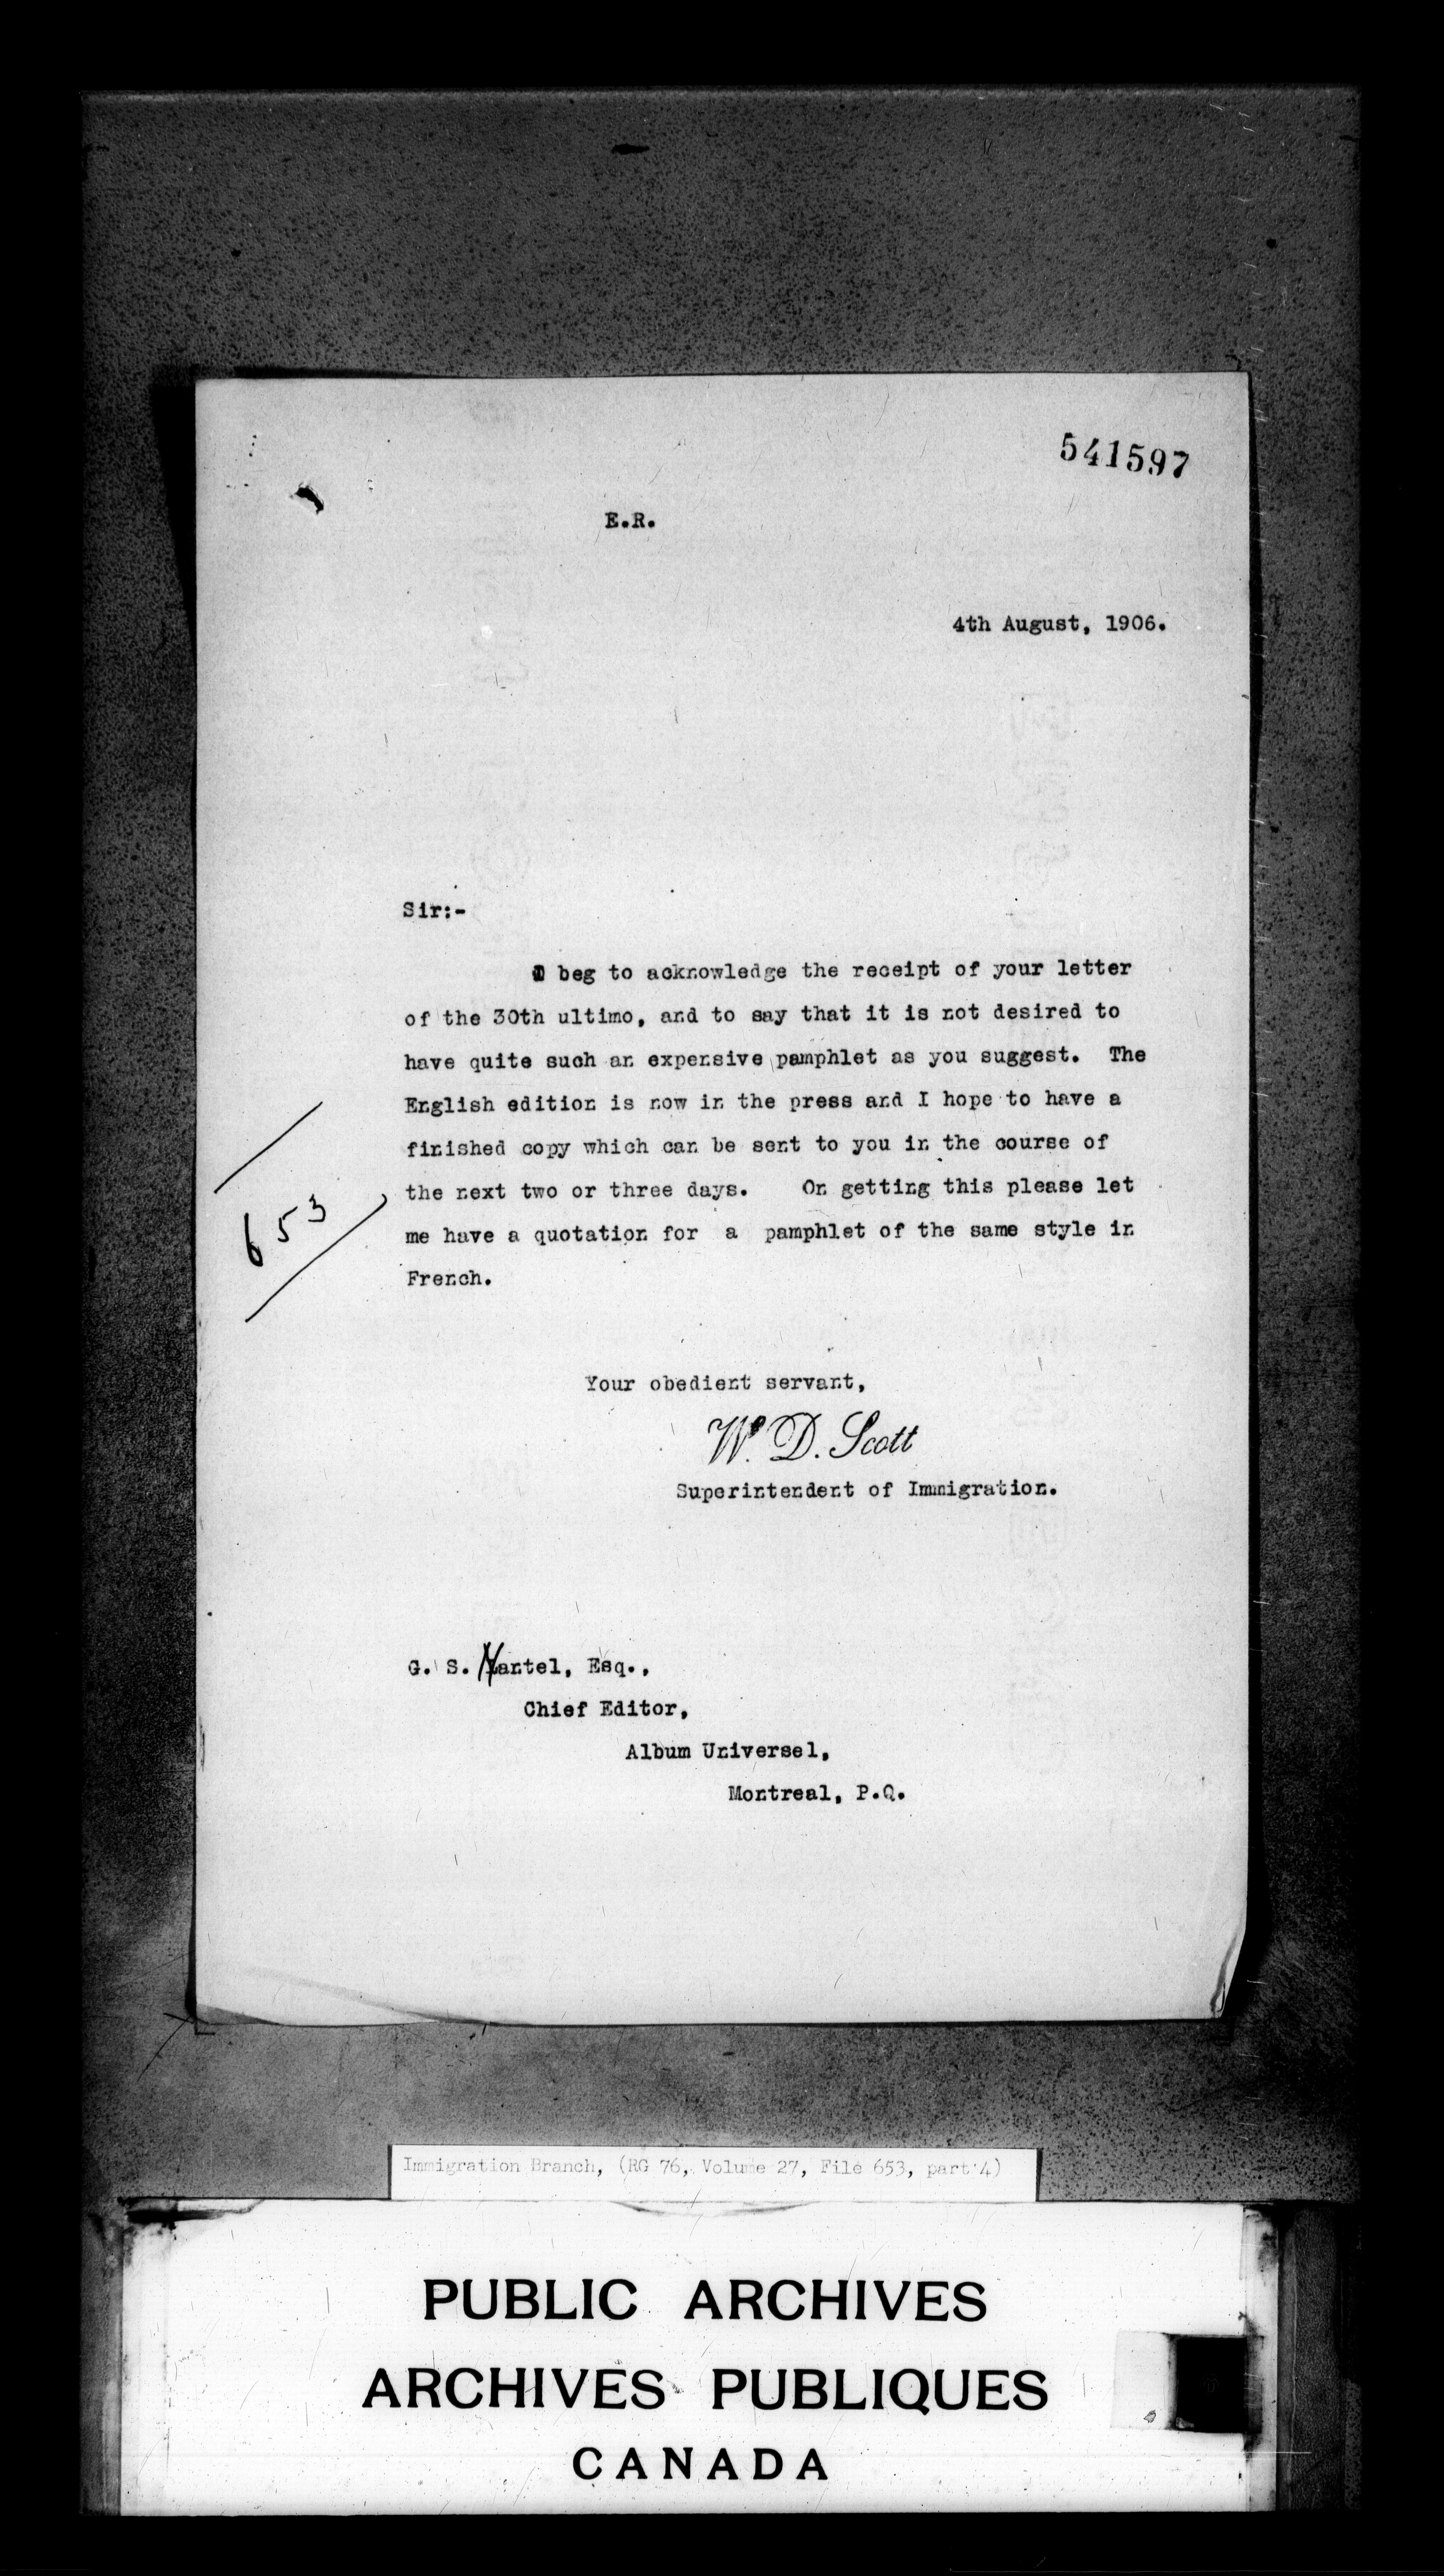 541597
E.R.
4th August, 1906.
Sir:-
I beg to acknowledge the receipt of your letter
of the 30th ultimo, and to say that it is not desired to
have quite such an expensive pamphlet as you suggest. The
English edition is now in the press and I hope to have a
finished copy which can be sent to you in the course of
the next two or three days. On getting this please let
me have a quotation for a pamphlet of the same style in
French.
653
Your obedient servant,
W. D. Scott
Superintendent of Immigration.
G. S. Esq.,
Chief Editor,
Album Universel,
Montreal, P.Q.
Immigration Branch, (RG 76, Volume 27, File 653, part 4)
PUBLIC ARCHIVES
ARCHIVES PUBLIQUES
CANADA